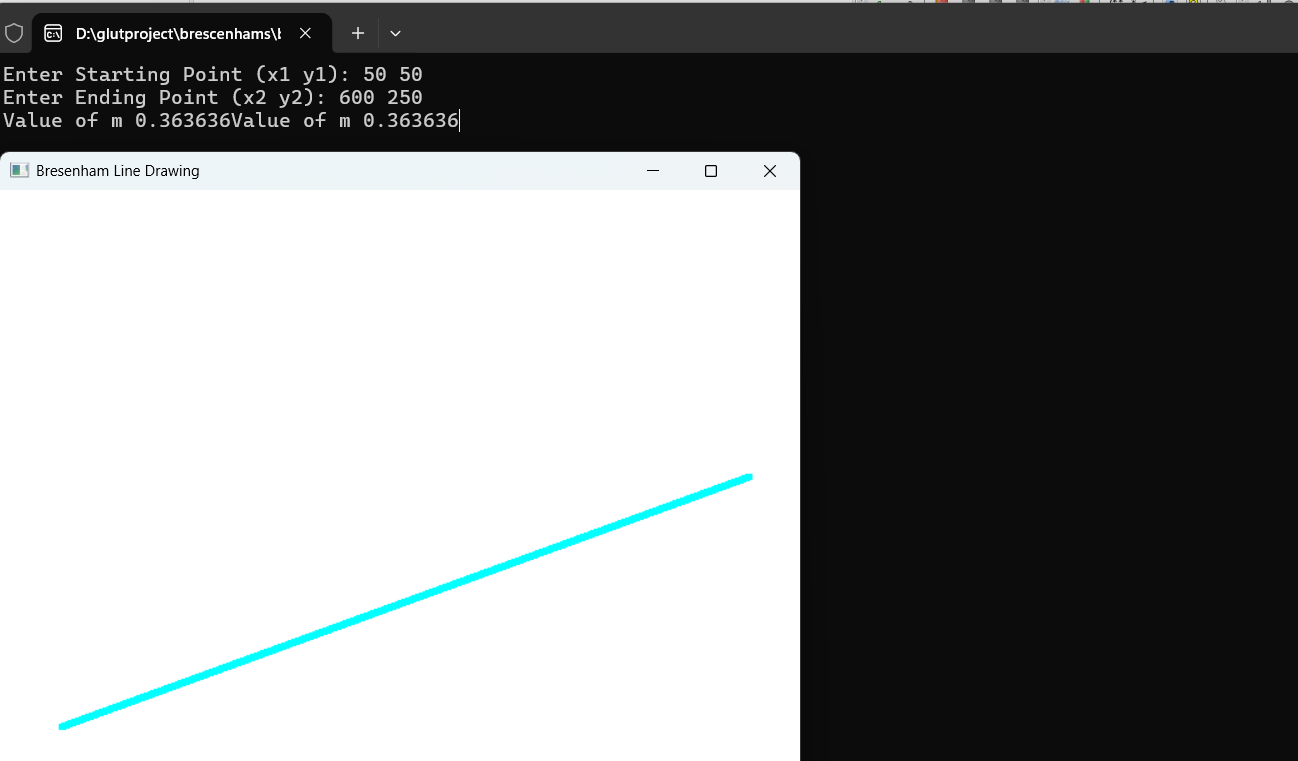 D:\glutproject\brescenhams\b
Enter Starting Point (x1 y1): 50 50
Enter Ending Point (x2 y2): 600 250
Value of m 0.363636Value of m 0.363636
Bresenham Line Drawing